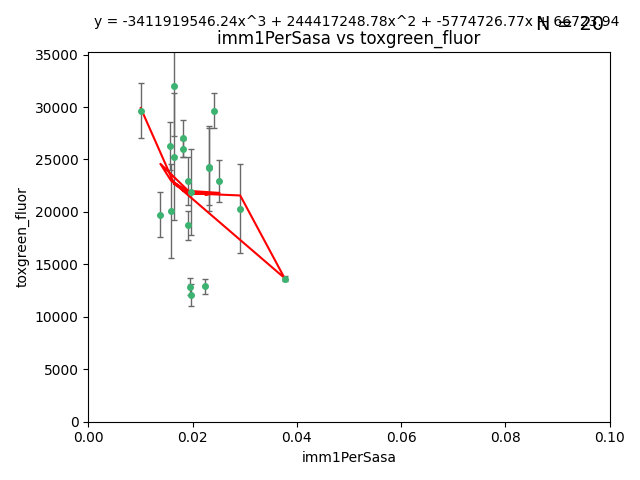 y = -3411919546.24x^3 + 244417248.78x^2 + -5774726.77x + 66723.94
N = 20
imm1PerSasa vs toxgreen_fluor
35000
30000
25000
20000
15000
10000
5000
0
toxgreen_fluor
0.00 0.02 0.04 0.06 0.08 0.10
imm1PerSasa